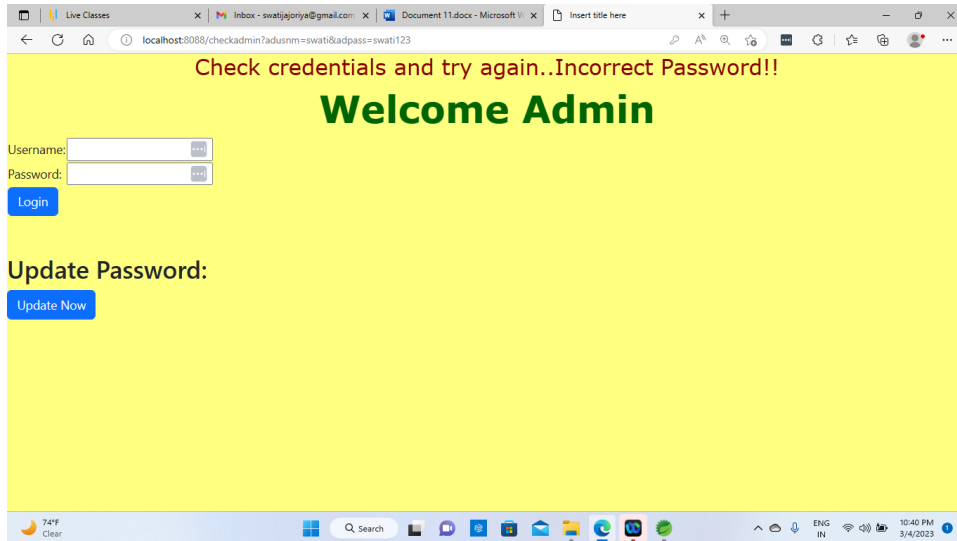 Live Classes
Inbox - swatijajoriya@gmail.com
Document 11.docx - Microsoft W
Insert title here
localhost:8088/checkadmin?adusnm=swati&adpass=swati123
Check credentials and try again..Incorrect Password!!
Welcome Admin
Username:
Password:
Login
Update Password:
Update Now
74°F
Clear
Search
ENG
IN
10:40 PM
3/4/2023
1